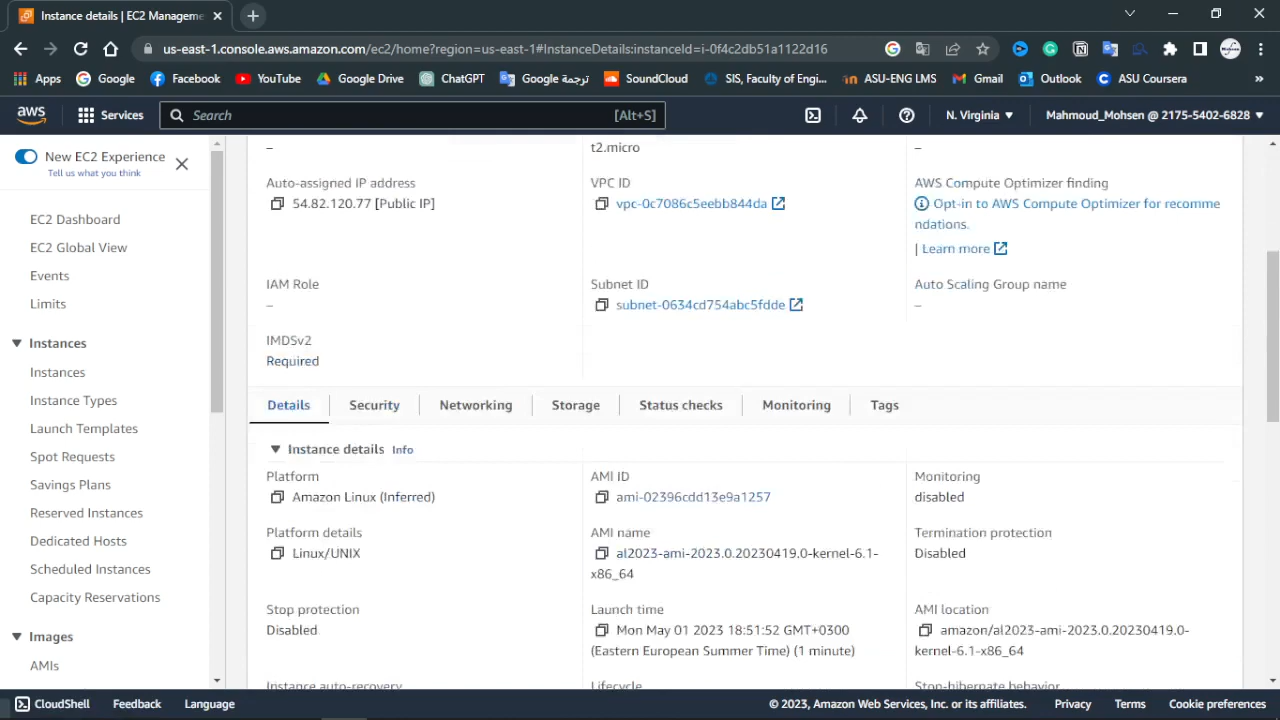 Instance details | EC2 Manageme
us-east-1.console.aws.amazon.com/ec2/home?region=us-east-1#InstanceDetails:instanceId=i-0f4c2db51a1122d16
Apps Google Facebook YouTube Google Drive ChatGPT ترجمة Google SoundCloud SIS, Faculty of Engi... ASU-ENG LMS Gmail Outlook ASU Coursera »
aws Services Search [Alt+S] N. Virginia ▼ Mahmoud_Mohsen @ 2175-5402-6828 ▼
New EC2 Experience
Tell us what you think
EC2 Dashboard
EC2 Global View
Events
Limits
Instances
Instances
Instance Types
Launch Templates
Spot Requests
Savings Plans
Reserved Instances
Dedicated Hosts
Scheduled Instances
Capacity Reservations
Images
AMIs
– t2.micro –
Auto-assigned IP address
54.82.120.77 [Public IP]
VPC ID
vpc-0c7086c5eebb844da
AWS Compute Optimizer finding
Opt-in to AWS Compute Optimizer for recomme
ndations.
| Learn more
IAM Role
–
Subnet ID
subnet-0634cd754abc5fdde
Auto Scaling Group name
–
IMDSv2
Required
Details Security Networking Storage Status checks Monitoring Tags
Instance details Info
Platform
Amazon Linux (Inferred)
AMI ID
ami-02396cdd13e9a1257
Monitoring
disabled
Platform details
Linux/UNIX
AMI name
al2023-ami-2023.0.20230419.0-kernel-6.1-
x86_64
Termination protection
Disabled
Stop protection
Disabled
Launch time
Mon May 01 2023 18:51:52 GMT+0300
(Eastern European Summer Time) (1 minute)
AMI location
amazon/al2023-ami-2023.0.20230419.0-
kernel-6.1-x86_64
Instance auto-recovery
Lifecycle
Stop-hibernate behavior
CloudShell Feedback Language © 2023, Amazon Web Services, Inc. or its affiliates. Privacy Terms Cookie preferences